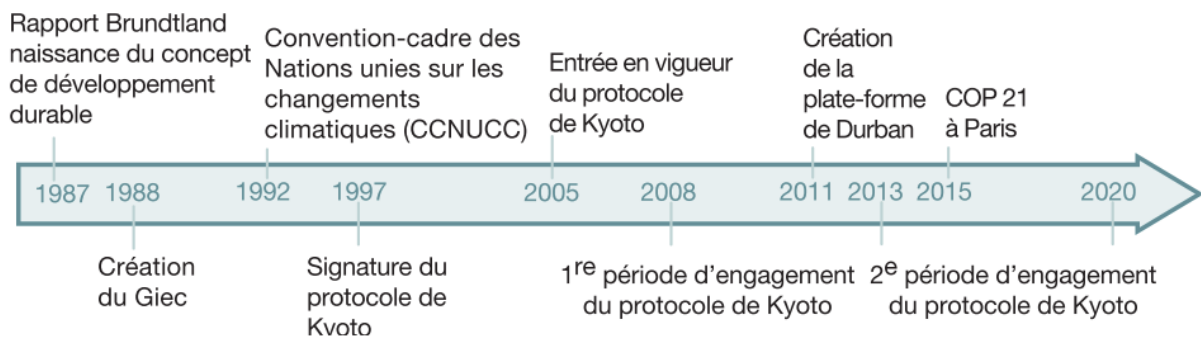 Rapport Brundtland
naissance du concept
de développement
durable
Convention-cadre des
Nations unies sur les
changements
climatiques (CCNUCC)
Entrée en vigueur
du protocole
de Kyoto
Création
de la
plate-forme
de Durban
COP 21
à Paris
1987 1988 1992 1997 2005 2008 2011 2013 2015 2020
Création
du Giec
Signature du
protocole de
Kyoto
1re période d’engagement
du protocole de Kyoto
2e période d’engagement
du protocole de Kyoto